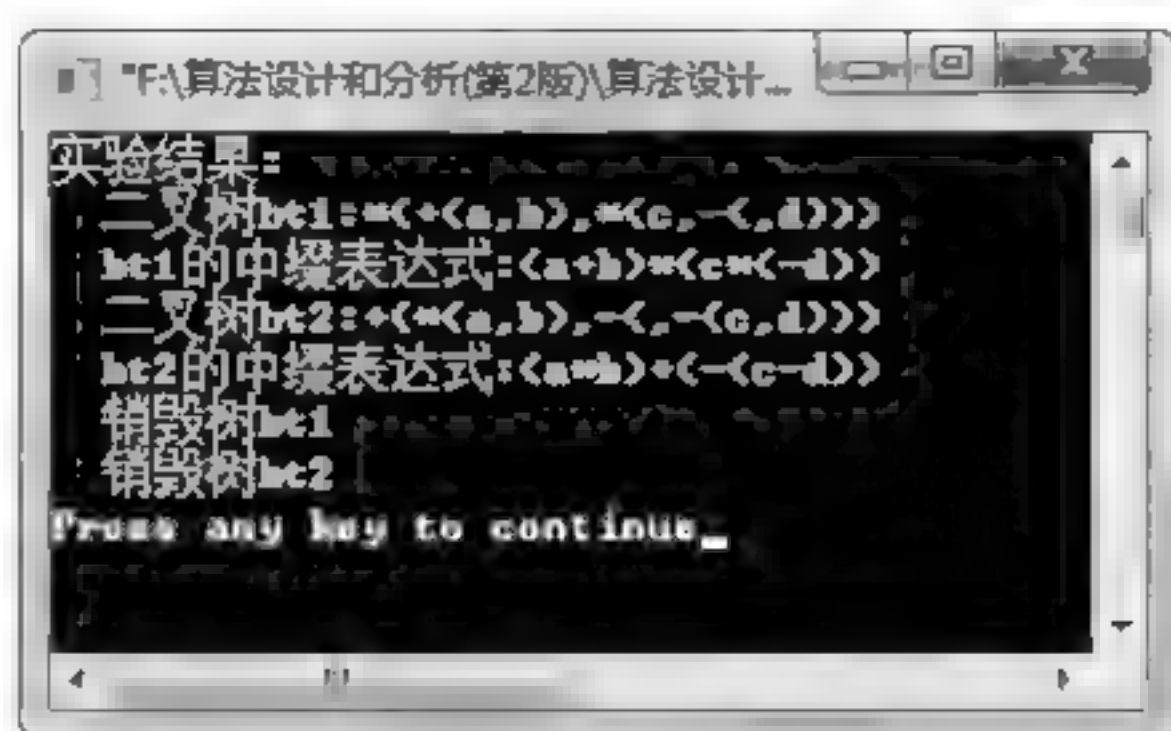 "F:\算法设计和分析(第2版)\算法设计...
实验结果:
二叉树bt1:*(+(a,b),*(c,-(,d)))
bt1的中缀表达式:(a+b)*(c*(-d))
二叉树bt2:+(*(a,b),-(,-(c,d)))
bt2的中缀表达式:(a*b)+(-(c-d))
销毁树bt1
销毁树bt2
Press any key to continue_